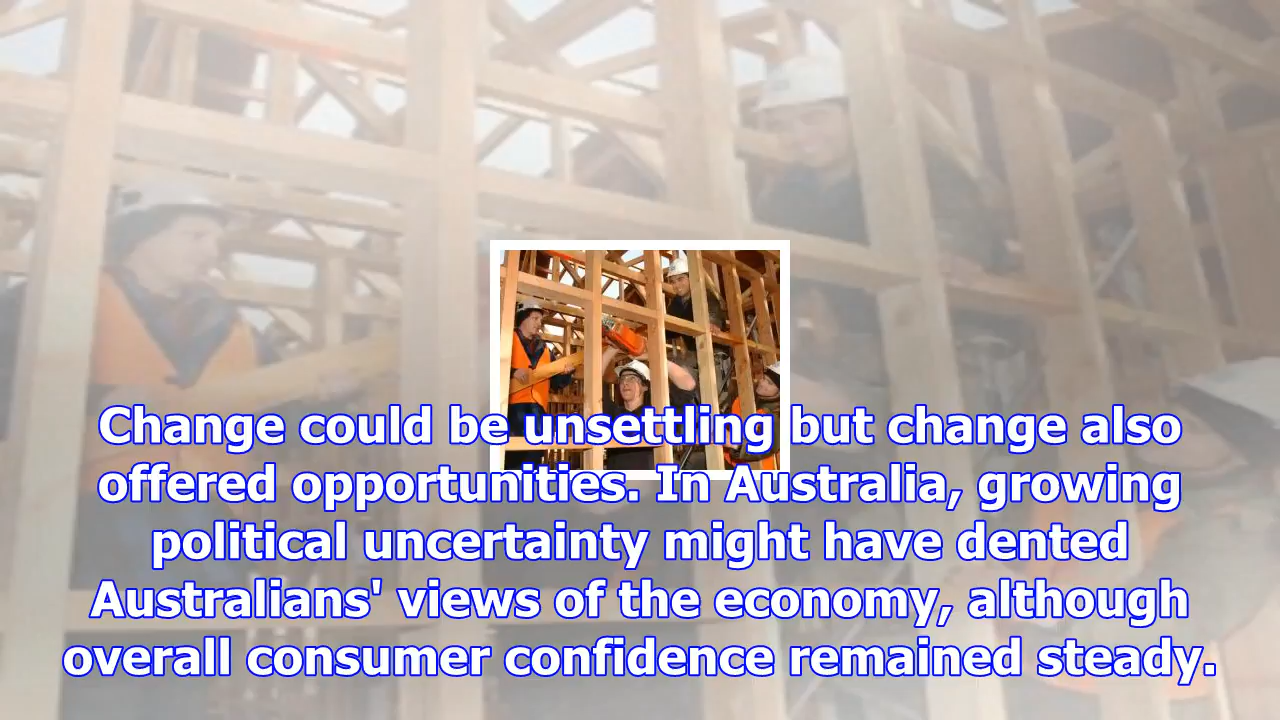 Change could be unsettling but change also
offered opportunities. In Australia, growing
political uncertainty might have dented
Australians' views of the economy, although
overall consumer confidence remained steady.